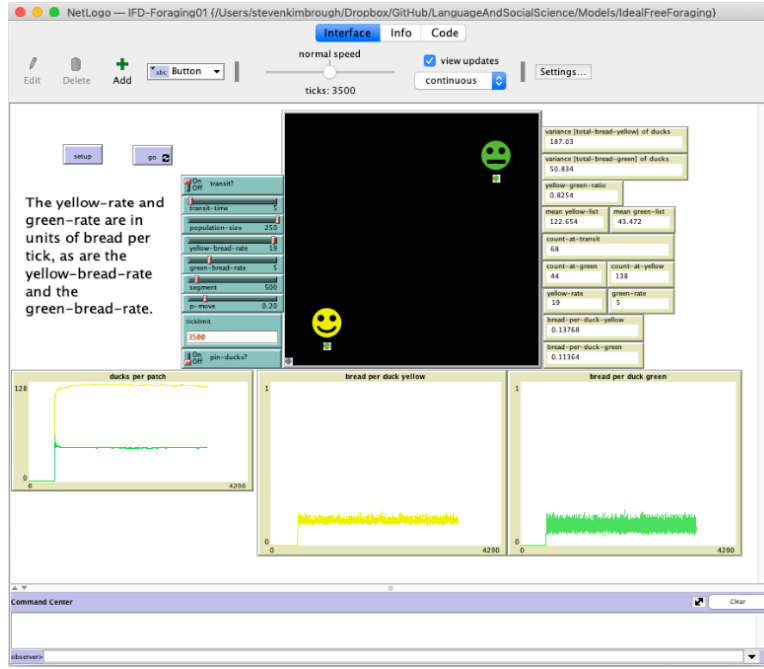 NetLogo — IFD-Foraging01 {/Users/stevenkimbrough/Dropbox/GitHub/LanguageAndSocialScience/Models/IdealFreeForaging}
Interface Info Code
Edit
Delete
Add
abc Button
normal speed
ticks: 3500
view updates
continuous
Settings...
setup
go
The yellow-rate and
green-rate are in
units of bread per
tick, as are the
yellow-bread-rate
and the
green-bread-rate.
On
Off
transit?
transit-time 5
population-size 250
yellow-bread-rate 19
green-bread-rate 5
segment 500
p-move 0.20
ticklimit
3500
On
Off
pin-ducks?
variance [total-bread-yellow] of ducks
187.03
variance [total-bread-green] of ducks
50.834
yellow-green-ratio
0.8254
mean yellow-list mean green-list
122.654 43.472
count-at-transit
68
count-at-green count-at-yellow
44 138
yellow-rate green-rate
19 5
bread-per-duck-yellow
0.13768
bread-per-duck-green
0.11364
ducks per patch
128
0
0 4290
bread per duck yellow
1
0
0 4290
bread per duck green
1
0
0 4290
Command Center
Clear
observer>